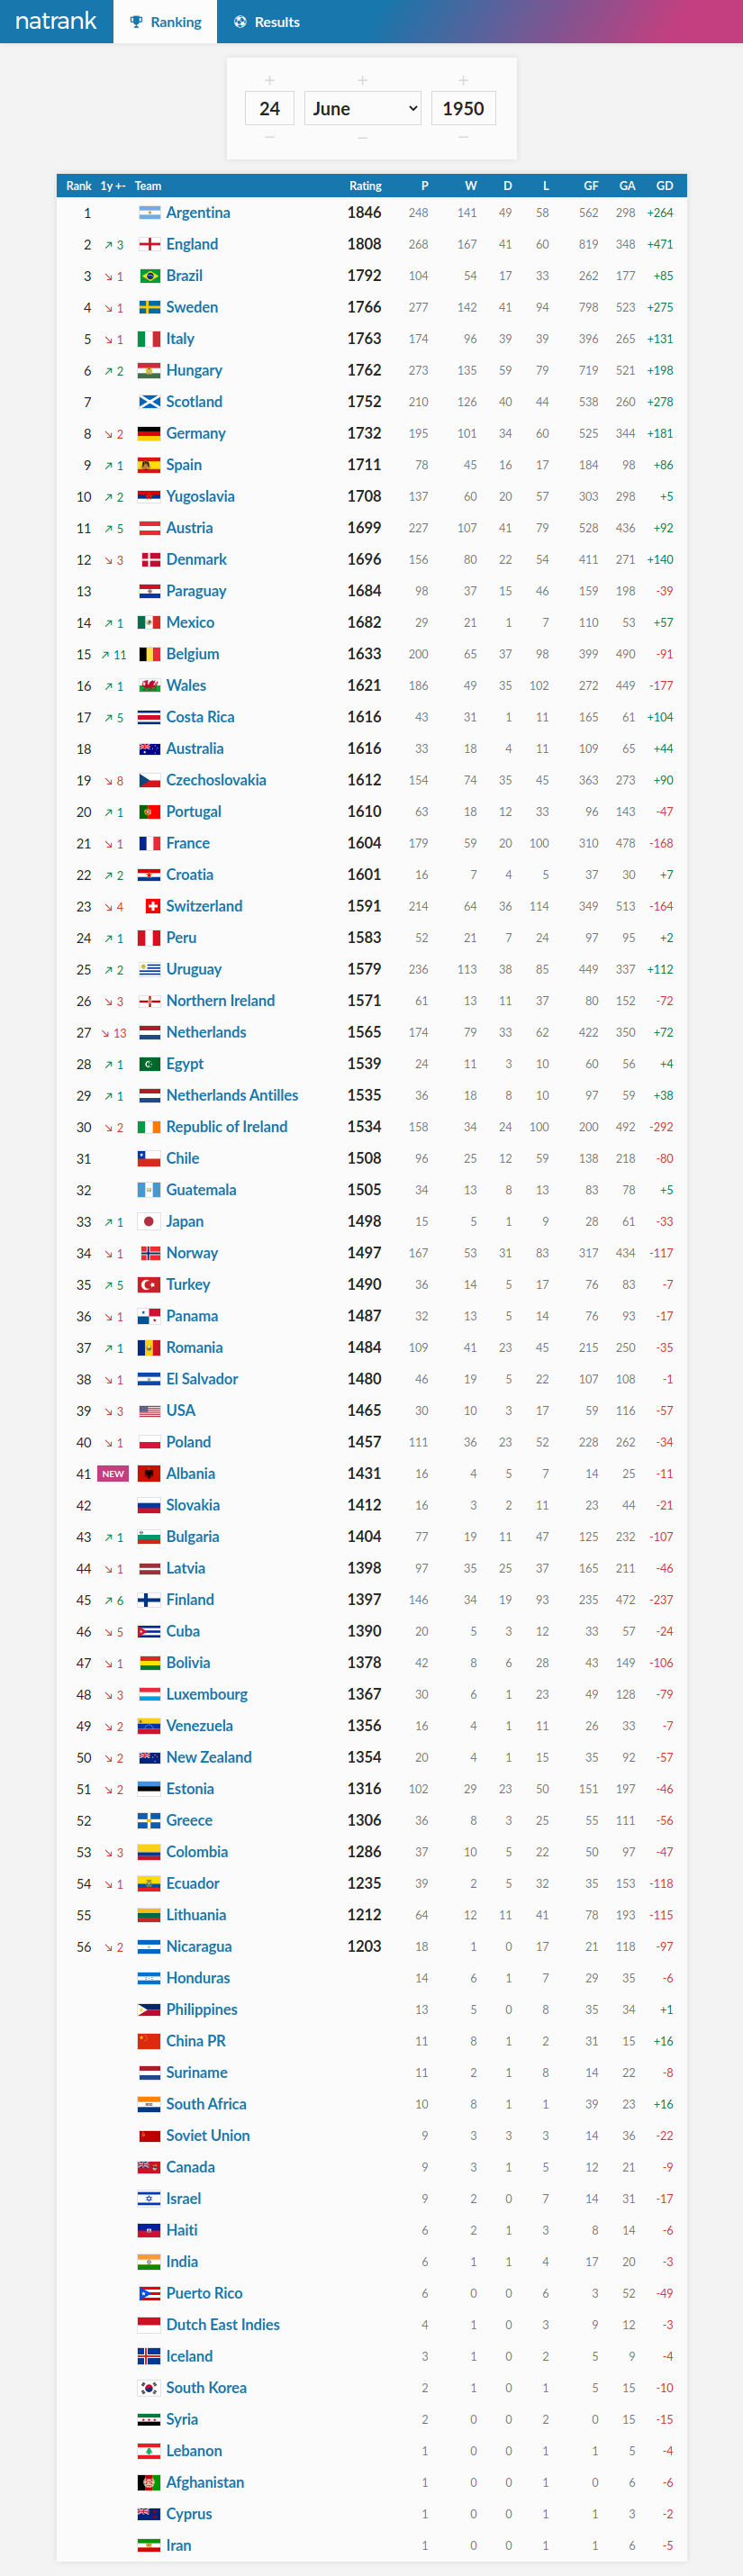 natrank Ranking Results
+ + +
24 June 1950
– – –
Rank 1y +- Team Rating P W D L GF GA GD
1 Argentina 1846 248 141 49 58 562 298 +264
2 ↗ 3 England 1808 268 167 41 60 819 348 +471
3 ↘ 1 Brazil 1792 104 54 17 33 262 177 +85
4 ↘ 1 Sweden 1766 277 142 41 94 798 523 +275
5 ↘ 1 Italy 1763 174 96 39 39 396 265 +131
6 ↗ 2 Hungary 1762 273 135 59 79 719 521 +198
7 Scotland 1752 210 126 40 44 538 260 +278
8 ↘ 2 Germany 1732 195 101 34 60 525 344 +181
9 ↗ 1 Spain 1711 78 45 16 17 184 98 +86
10 ↗ 2 Yugoslavia 1708 137 60 20 57 303 298 +5
11 ↗ 5 Austria 1699 227 107 41 79 528 436 +92
12 ↘ 3 Denmark 1696 156 80 22 54 411 271 +140
13 Paraguay 1684 98 37 15 46 159 198 -39
14 ↗ 1 Mexico 1682 29 21 1 7 110 53 +57
15 ↗ 11 Belgium 1633 200 65 37 98 399 490 -91
16 ↗ 1 Wales 1621 186 49 35 102 272 449 -177
17 ↗ 5 Costa Rica 1616 43 31 1 11 165 61 +104
18 Australia 1616 33 18 4 11 109 65 +44
19 ↘ 8 Czechoslovakia 1612 154 74 35 45 363 273 +90
20 ↗ 1 Portugal 1610 63 18 12 33 96 143 -47
21 ↘ 1 France 1604 179 59 20 100 310 478 -168
22 ↗ 2 Croatia 1601 16 7 4 5 37 30 +7
23 ↘ 4 Switzerland 1591 214 64 36 114 349 513 -164
24 ↗ 1 Peru 1583 52 21 7 24 97 95 +2
25 ↗ 2 Uruguay 1579 236 113 38 85 449 337 +112
26 ↘ 3 Northern Ireland 1571 61 13 11 37 80 152 -72
27 ↘ 13 Netherlands 1565 174 79 33 62 422 350 +72
28 ↗ 1 Egypt 1539 24 11 3 10 60 56 +4
29 ↗ 1 Netherlands Antilles 1535 36 18 8 10 97 59 +38
30 ↘ 2 Republic of Ireland 1534 158 34 24 100 200 492 -292
31 Chile 1508 96 25 12 59 138 218 -80
32 Guatemala 1505 34 13 8 13 83 78 +5
33 ↗ 1 Japan 1498 15 5 1 9 28 61 -33
34 ↘ 1 Norway 1497 167 53 31 83 317 434 -117
35 ↗ 5 Turkey 1490 36 14 5 17 76 83 -7
36 ↘ 1 Panama 1487 32 13 5 14 76 93 -17
37 ↗ 1 Romania 1484 109 41 23 45 215 250 -35
38 ↘ 1 El Salvador 1480 46 19 5 22 107 108 -1
39 ↘ 3 USA 1465 30 10 3 17 59 116 -57
40 ↘ 1 Poland 1457 111 36 23 52 228 262 -34
41 NEW Albania 1431 16 4 5 7 14 25 -11
42 Slovakia 1412 16 3 2 11 23 44 -21
43 ↗ 1 Bulgaria 1404 77 19 11 47 125 232 -107
44 ↘ 1 Latvia 1398 97 35 25 37 165 211 -46
45 ↗ 6 Finland 1397 146 34 19 93 235 472 -237
46 ↘ 5 Cuba 1390 20 5 3 12 33 57 -24
47 ↘ 1 Bolivia 1378 42 8 6 28 43 149 -106
48 ↘ 3 Luxembourg 1367 30 6 1 23 49 128 -79
49 ↘ 2 Venezuela 1356 16 4 1 11 26 33 -7
50 ↘ 2 New Zealand 1354 20 4 1 15 35 92 -57
51 ↘ 2 Estonia 1316 102 29 23 50 151 197 -46
52 Greece 1306 36 8 3 25 55 111 -56
53 ↘ 3 Colombia 1286 37 10 5 22 50 97 -47
54 ↘ 1 Ecuador 1235 39 2 5 32 35 153 -118
55 Lithuania 1212 64 12 11 41 78 193 -115
56 ↘ 2 Nicaragua 1203 18 1 0 17 21 118 -97
Honduras 14 6 1 7 29 35 -6
Philippines 13 5 0 8 35 34 +1
China PR 11 8 1 2 31 15 +16
Suriname 11 2 1 8 14 22 -8
South Africa 10 8 1 1 39 23 +16
Soviet Union 9 3 3 3 14 36 -22
Canada 9 3 1 5 12 21 -9
Israel 9 2 0 7 14 31 -17
Haiti 6 2 1 3 8 14 -6
India 6 1 1 4 17 20 -3
Puerto Rico 6 0 0 6 3 52 -49
Dutch East Indies 4 1 0 3 9 12 -3
Iceland 3 1 0 2 5 9 -4
South Korea 2 1 0 1 5 15 -10
Syria 2 0 0 2 0 15 -15
Lebanon 1 0 0 1 1 5 -4
Afghanistan 1 0 0 1 0 6 -6
Cyprus 1 0 0 1 1 3 -2
Iran 1 0 0 1 1 6 -5